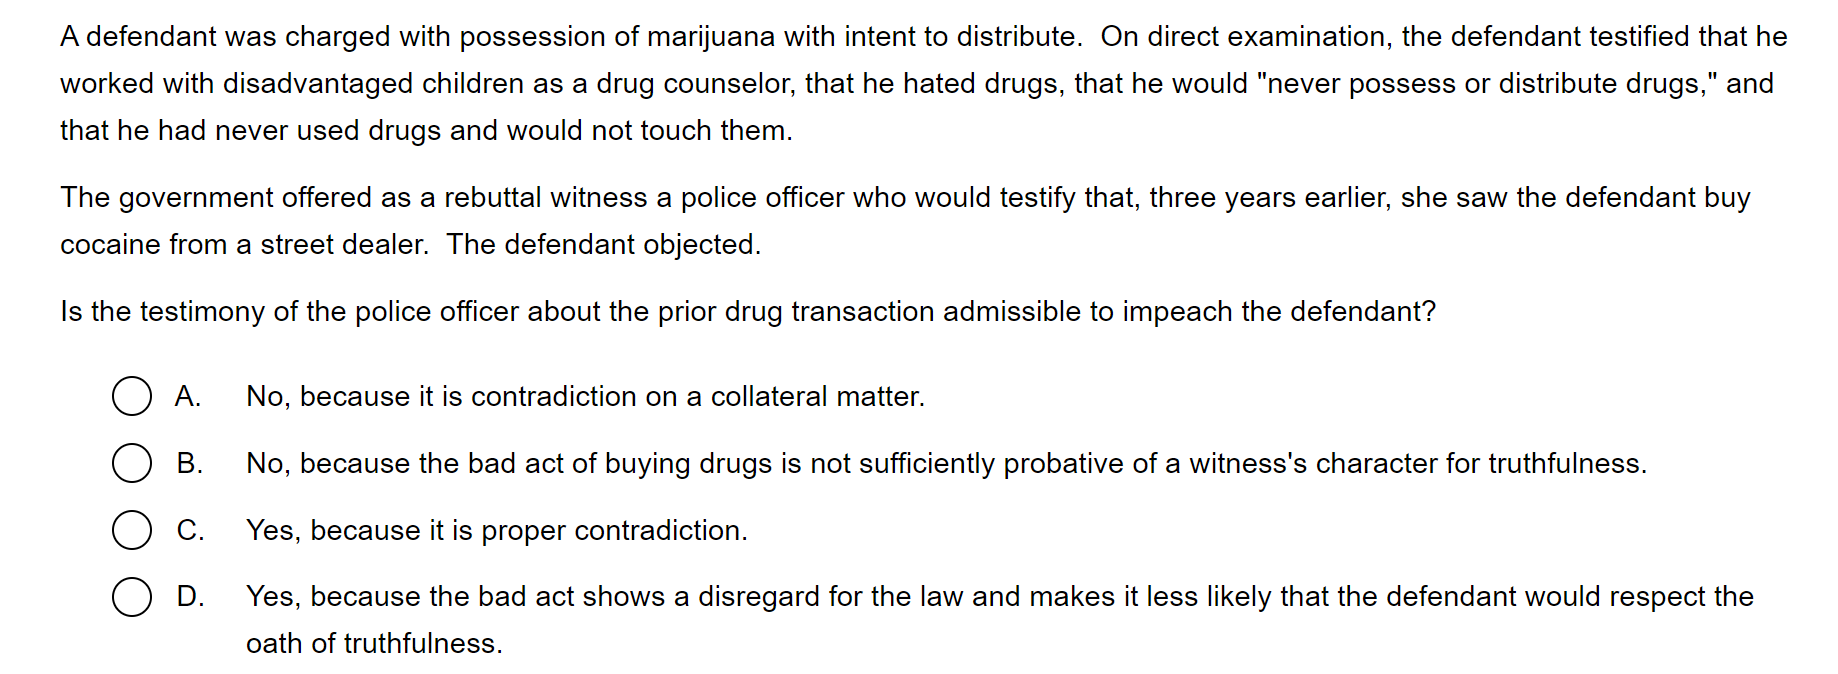 A defendant was charged with possession of marijuana with intent to distribute.  On direct examination, the defendant testified that he
worked with disadvantaged children as a drug counselor, that he hated drugs, that he would "never possess or distribute drugs," and
that he had never used drugs and would not touch them.
The government offered as a rebuttal witness a police officer who would testify that, three years earlier, she saw the defendant buy
cocaine from a street dealer.  The defendant objected.
Is the testimony of the police officer about the prior drug transaction admissible to impeach the defendant?
A. No, because it is contradiction on a collateral matter.
B. No, because the bad act of buying drugs is not sufficiently probative of a witness's character for truthfulness.
C. Yes, because it is proper contradiction.
D. Yes, because the bad act shows a disregard for the law and makes it less likely that the defendant would respect the
oath of truthfulness.